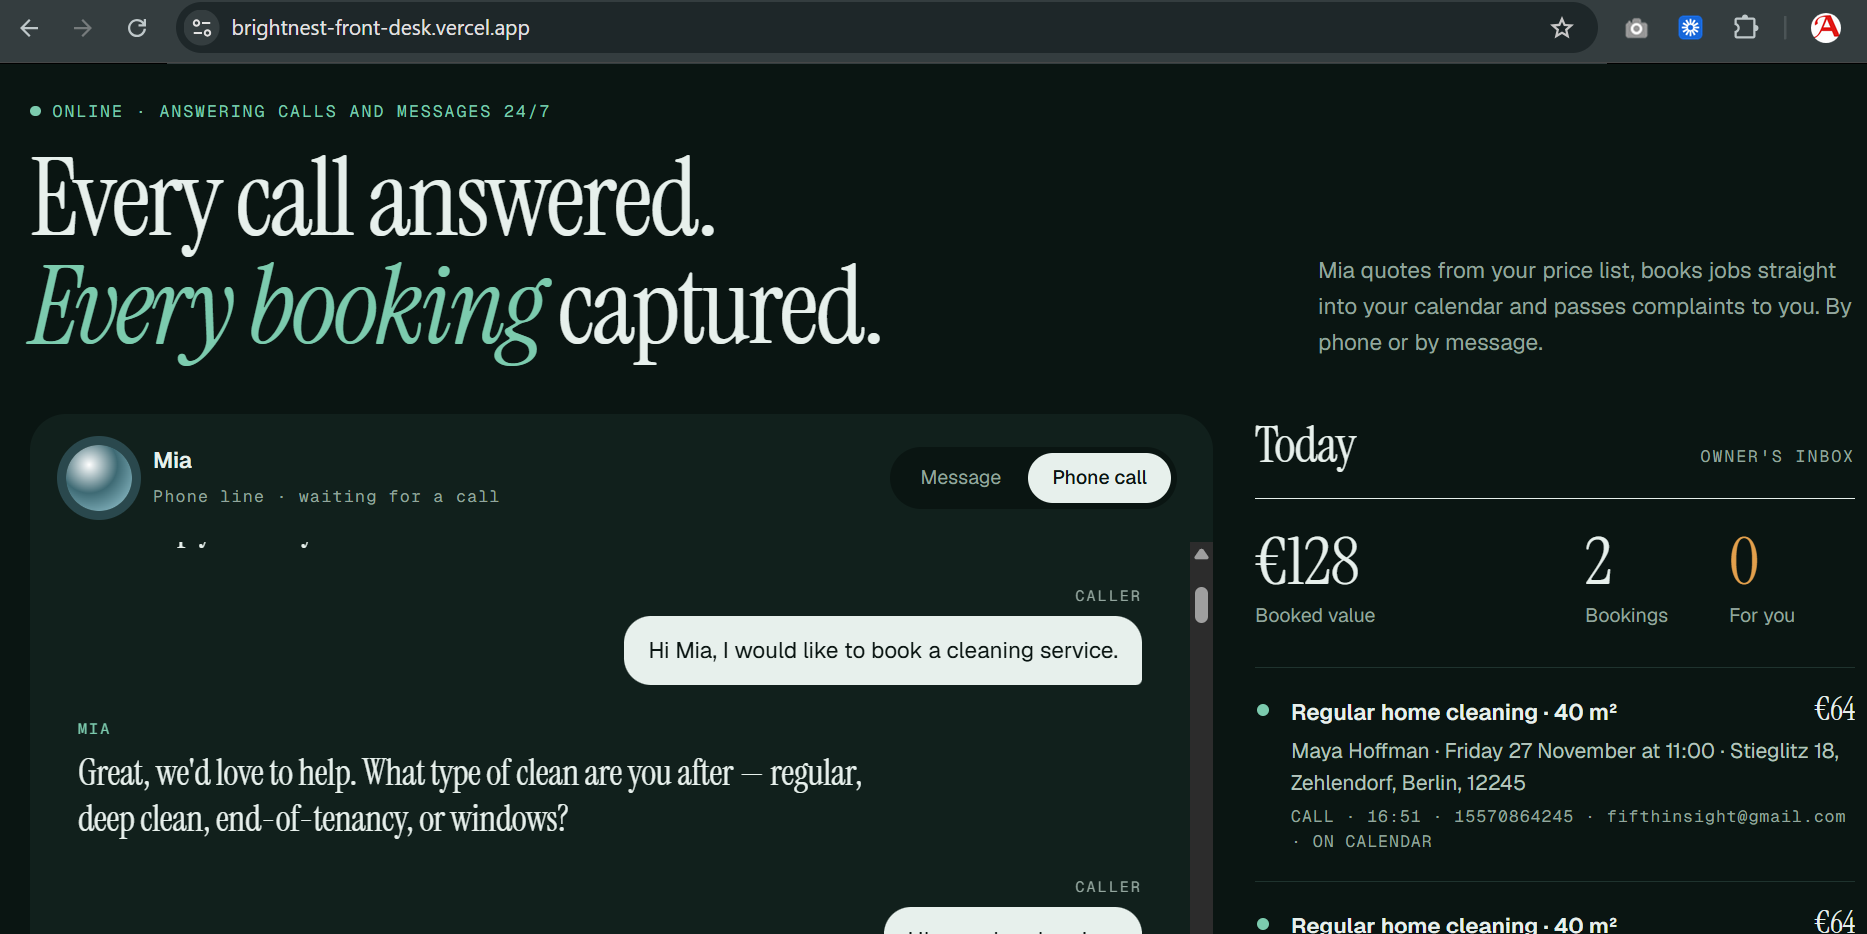 brightnest-front-desk.vercel.app
ONLINE · ANSWERING CALLS AND MESSAGES 24/7
Every call answered.
Every booking captured.
Mia quotes from your price list, books jobs straight
into your calendar and passes complaints to you. By
phone or by message.
Mia
Phone line · waiting for a call
Message
Phone call
CALLER
Hi Mia, I would like to book a cleaning service.
MIA
Great, we'd love to help. What type of clean are you after — regular,
deep clean, end-of-tenancy, or windows?
CALLER
Today
OWNER'S INBOX
€128
Booked value
2
Bookings
0
For you
Regular home cleaning · 40 m²
€64
Maya Hoffman · Friday 27 November at 11:00 · Stieglitz 18,
Zehlendorf, Berlin, 12245
CALL · 16:51 · 15570864245 · fifthinsight@gmail.com
· ON CALENDAR
Regular home cleaning · 40 m²
€64